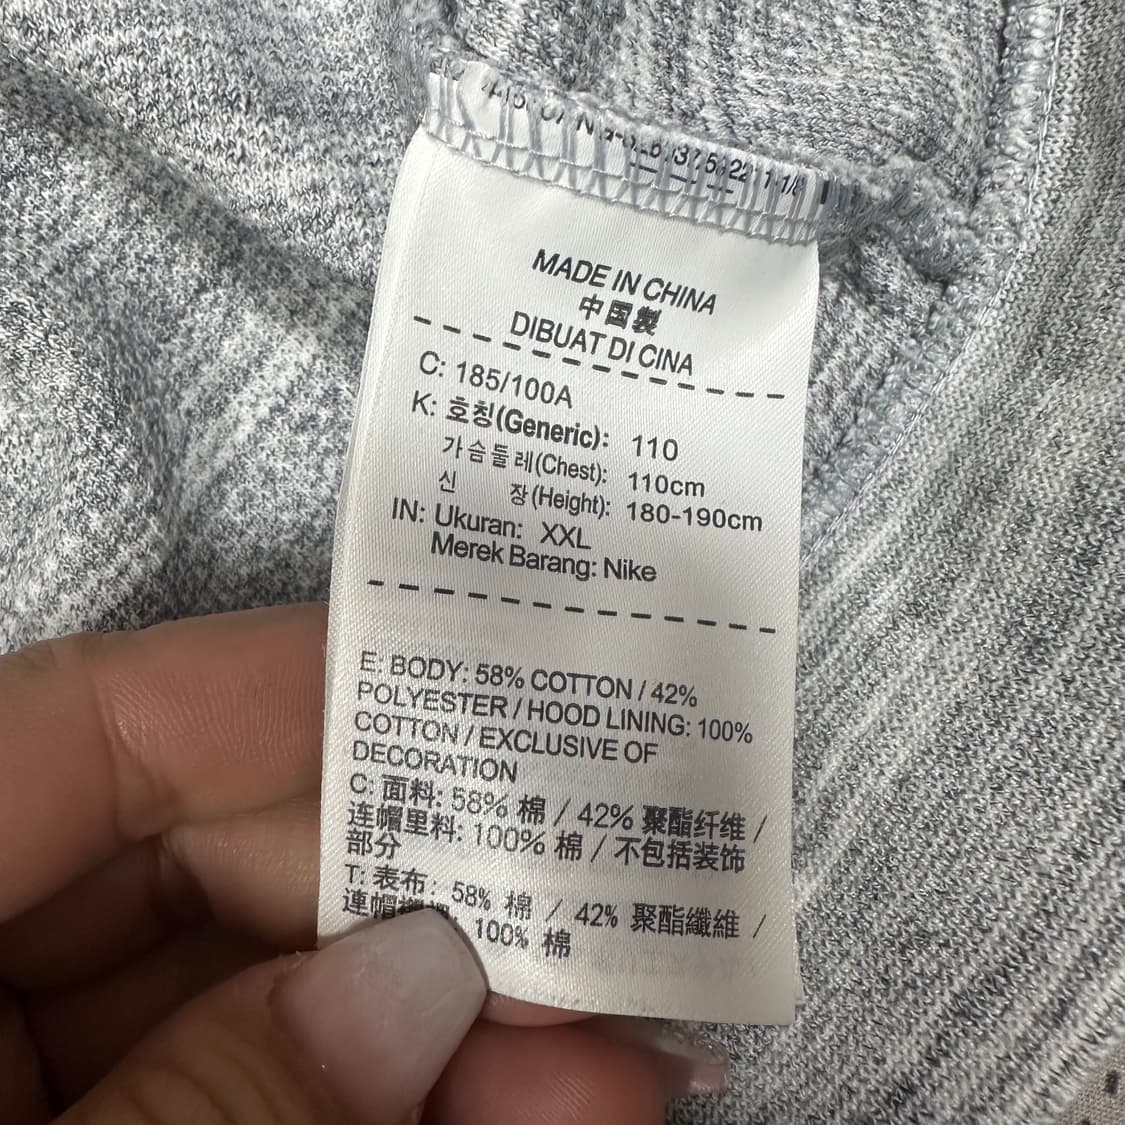 MADE IN CHINA
中国製
DIBUAT DI CINA
C: 185/100A
K: 호칭(Generic): 110
가슴둘레(Chest): 110cm
신 장(Height): 180-190cm
IN: Ukuran: XXL
Merek Barang: Nike
E: BODY: 58% COTTON / 42%
POLYESTER / HOOD LINING: 100%
COTTON / EXCLUSIVE OF
DECORATION
C: 面料: 58% 棉 / 42% 聚酯纤维 /
连帽里料: 100% 棉 / 不包括装饰
部分
T: 表布: 58% 棉 / 42% 聚酯纖維 /
連帽 100% 棉